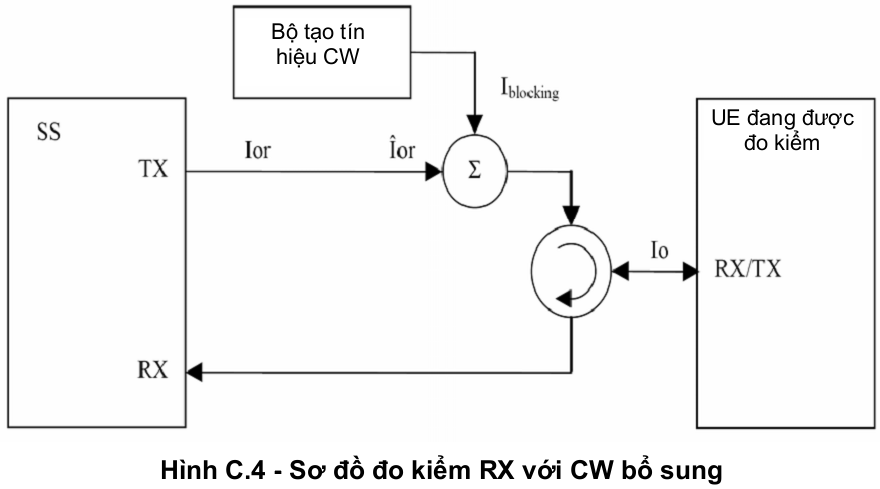 Bộ tạo tín
hiệu CW
Iblocking
SS
UE đang được
đo kiểm
TX
Ior
Îor
Σ
Io
RX/TX
RX
Hình C.4 - Sơ đồ đo kiểm RX với CW bổ sung